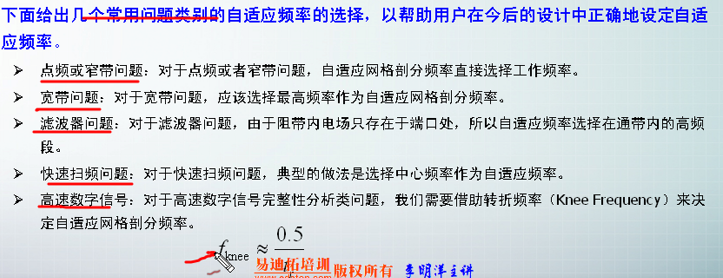 下面给出几个常用问题类别的自适应频率的选择，以帮助用户在今后的设计中正确地设定自适
应频率。
➢ 点频或窄带问题：对于点频或者窄带问题，自适应网格剖分频率直接选择工作频率。
➢ 宽带问题：对于宽带问题，应该选择最高频率作为自适应网格剖分频率。
➢ 滤波器问题：对于滤波器问题，由于阻带内电场只存在于端口处，所以自适应频率选择在通带内的高频
段。
➢ 快速扫频问题：对于快速扫频问题，典型的做法是选择中心频率作为自适应频率。
➢ 高速数字信号：对于高速数字信号完整性分析类问题，我们需要借助转折频率（Knee Frequency）来决
定自适应网格剖分频率。
f knee ≈ 0.5
易迪拓培训 版权所有 李明洋主讲